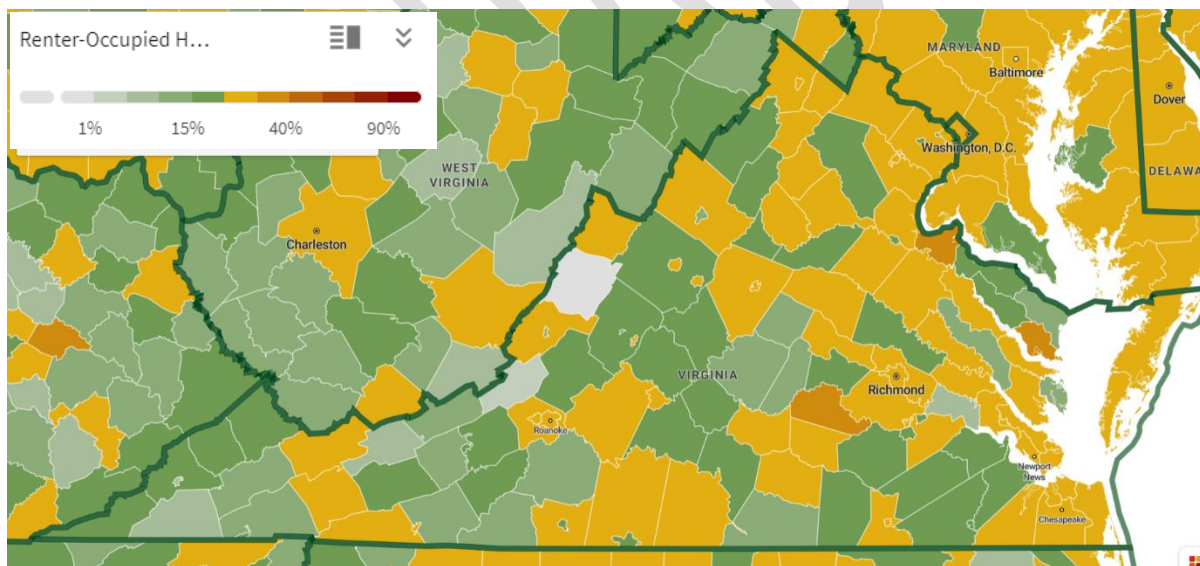 Renter-Occupied H...
1% 15% 40% 90%
MARYLAND
Baltimore
Dover
Washington, D.C.
DELAWA
WEST
VIRGINIA
Charleston
VIRGINIA
Richmond
Roanoke
Newport
News
Chesapeake